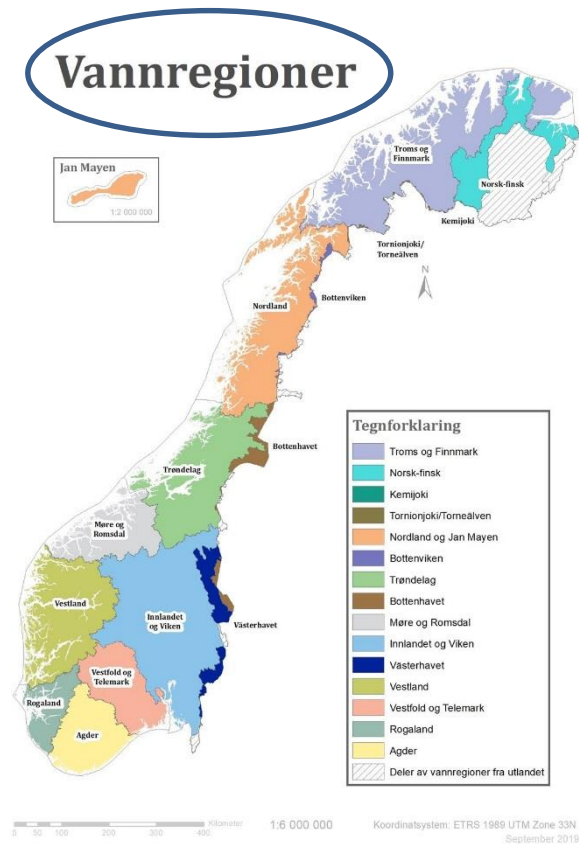 Vannregioner
Jan Mayen
1:2 000 000
Troms og
Finnmark
Norsk-finsk
Kemijoki
Tornionjoki/
Torneälven
N
Bottenviken
Nordland
Bottenhavet
Trøndelag
Møre og
Romsdal
Vestland
Innlandet
og Viken
Västerhavet
Vestfold og
Telemark
Rogaland
Agder
Tegnforklaring
Troms og Finnmark
Norsk-finsk
Kemijoki
Tornionjoki/Torneälven
Nordland og Jan Mayen
Bottenviken
Trøndelag
Bottenhavet
Møre og Romsdal
Innlandet og Viken
Västerhavet
Vestland
Vestfold og Telemark
Rogaland
Agder
Deler av vannregioner fra utlandet
Kilometer
0 50 100 200 300 400
1:6 000 000
Koordinatsystem: ETRS 1989 UTM Zone 33N
September 2019